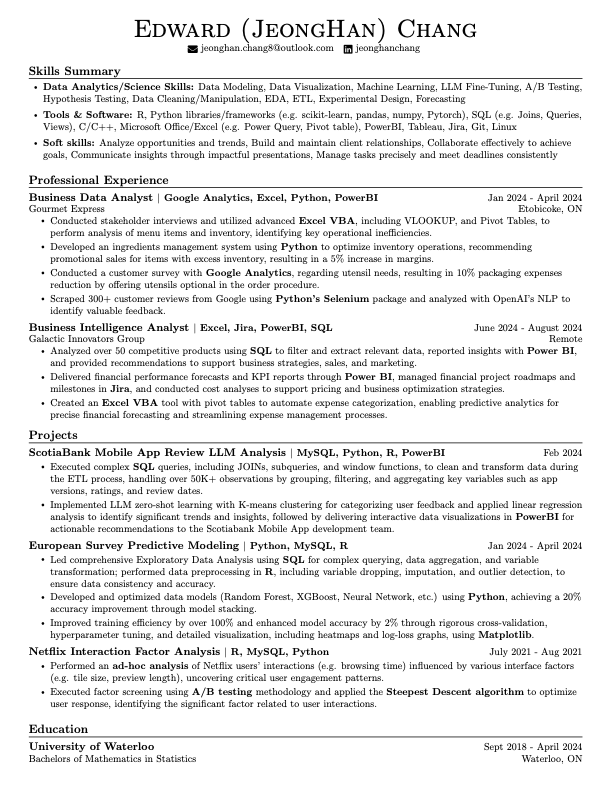 Edward (JeongHan) Chang
jeonghan.chang8@outlook.com jeonghanchang
Skills Summary
• Data Analytics/Science Skills: Data Modeling, Data Visualization, Machine Learning, LLM Fine-Tuning, A/B Testing,
Hypothesis Testing, Data Cleaning/Manipulation, EDA, ETL, Experimental Design, Forecasting
• Tools & Software: R, Python libraries/frameworks (e.g. scikit-learn, pandas, numpy, Pytorch), SQL (e.g. Joins, Queries,
Views), C/C++, Microsoft Office/Excel (e.g. Power Query, Pivot table), PowerBI, Tableau, Jira, Git, Linux
• Soft skills: Analyze opportunities and trends, Build and maintain client relationships, Collaborate effectively to achieve
goals, Communicate insights through impactful presentations, Manage tasks precisely and meet deadlines consistently
Professional Experience
Business Data Analyst | Google Analytics, Excel, Python, PowerBI Jan 2024 - April 2024
Gourmet Express Etobicoke, ON
• Conducted stakeholder interviews and utilized advanced Excel VBA, including VLOOKUP, and Pivot Tables, to
perform analysis of menu items and inventory, identifying key operational inefficiencies.
• Developed an ingredients management system using Python to optimize inventory operations, recommending
promotional sales for items with excess inventory, resulting in a 5% increase in margins.
• Conducted a customer survey with Google Analytics, regarding utensil needs, resulting in 10% packaging expenses
reduction by offering utensils optional in the order procedure.
• Scraped 300+ customer reviews from Google using Python's Selenium package and analyzed with OpenAI's NLP to
identify valuable feedback.
Business Intelligence Analyst | Excel, Jira, PowerBI, SQL June 2024 - August 2024
Galactic Innovators Group Remote
• Analyzed over 50 competitive products using SQL to filter and extract relevant data, reported insights with Power BI,
and provided recommendations to support business strategies, sales, and marketing.
• Delivered financial performance forecasts and KPI reports through Power BI, managed financial project roadmaps and
milestones in Jira, and conducted cost analyses to support pricing and business optimization strategies.
• Created an Excel VBA tool with pivot tables to automate expense categorization, enabling predictive analytics for
precise financial forecasting and streamlining expense management processes.
Projects
ScotiaBank Mobile App Review LLM Analysis | MySQL, Python, R, PowerBI Feb 2024
• Executed complex SQL queries, including JOINs, subqueries, and window functions, to clean and transform data during
the ETL process, handling over 50K+ observations by grouping, filtering, and aggregating key variables such as app
versions, ratings, and review dates.
• Implemented LLM zero-shot learning with K-means clustering for categorizing user feedback and applied linear regression
analysis to identify significant trends and insights, followed by delivering interactive data visualizations in PowerBI for
actionable recommendations to the Scotiabank Mobile App development team.
European Survey Predictive Modeling | Python, MySQL, R Jan 2024 - April 2024
• Led comprehensive Exploratory Data Analysis using SQL for complex querying, data aggregation, and variable
transformation; performed data preprocessing in R, including variable dropping, imputation, and outlier detection, to
ensure data consistency and accuracy.
• Developed and optimized data models (Random Forest, XGBoost, Neural Network, etc.) using Python, achieving a 20%
accuracy improvement through model stacking.
• Improved training efficiency by over 100% and enhanced model accuracy by 2% through rigorous cross-validation,
hyperparameter tuning, and detailed visualization, including heatmaps and log-loss graphs, using Matplotlib.
Netflix Interaction Factor Analysis | R, MySQL, Python July 2021 - Aug 2021
• Performed an ad-hoc analysis of Netflix users' interactions (e.g. browsing time) influenced by various interface factors
(e.g. tile size, preview length), uncovering critical user engagement patterns.
• Executed factor screening using A/B testing methodology and applied the Steepest Descent algorithm to optimize
user response, identifying the significant factor related to user interactions.
Education
University of Waterloo Sept 2018 - April 2024
Bachelors of Mathematics in Statistics Waterloo, ON